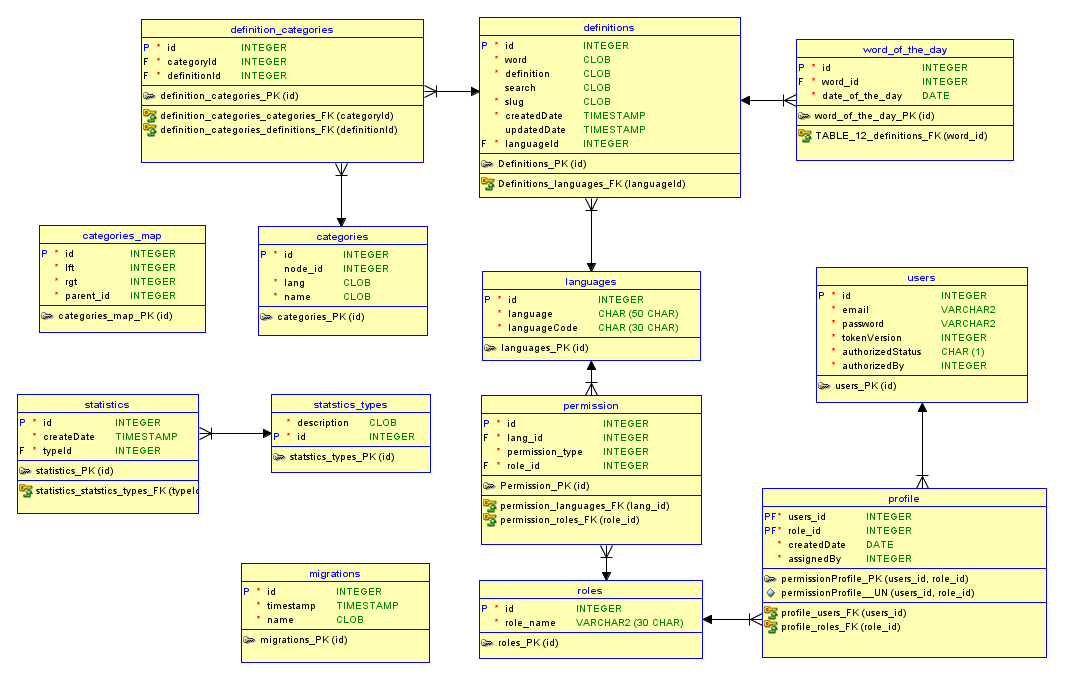 definition_categories
P * id INTEGER
F * categoryId INTEGER
F * definitionId INTEGER
definition_categories_PK (id)
definition_categories_categories_FK (categoryId)
definition_categories_definitions_FK (definitionId)
definitions
P * id INTEGER
* word CLOB
* definition CLOB
search CLOB
* slug CLOB
* createdDate TIMESTAMP
updatedDate TIMESTAMP
F * languageId INTEGER
Definitions_PK (id)
Definitions_languages_FK (languageId)
word_of_the_day
P * id INTEGER
F * word_id INTEGER
* date_of_the_day DATE
word_of_the_day_PK (id)
TABLE_12_definitions_FK (word_id)
categories_map
P * id INTEGER
* lft INTEGER
* rgt INTEGER
* parent_id INTEGER
categories_map_PK (id)
categories
P * id INTEGER
node_id INTEGER
* lang CLOB
* name CLOB
categories_PK (id)
languages
P * id INTEGER
* language CHAR (50 CHAR)
* languageCode CHAR (30 CHAR)
languages_PK (id)
users
P * id INTEGER
* email VARCHAR2
* password VARCHAR2
* tokenVersion INTEGER
* authorizedStatus CHAR (1)
* authorizedBy INTEGER
users_PK (id)
statistics
P * id INTEGER
* createDate TIMESTAMP
F * typeId INTEGER
statistics_PK (id)
statistics_statstics_types_FK (typeId
statstics_types
* description CLOB
P * id INTEGER
statstics_types_PK (id)
permission
P * id INTEGER
F * lang_id INTEGER
* permission_type INTEGER
F * role_id INTEGER
Permission_PK (id)
permission_languages_FK (lang_id)
permission_roles_FK (role_id)
profile
PF* users_id INTEGER
PF* role_id INTEGER
* createdDate DATE
* assignedBy INTEGER
permissionProfile_PK (users_id, role_id)
permissionProfile__UN (users_id, role_id)
profile_users_FK (users_id)
profile_roles_FK (role_id)
migrations
P * id INTEGER
* timestamp TIMESTAMP
* name CLOB
migrations_PK (id)
roles
P * id INTEGER
* role_name VARCHAR2 (30 CHAR)
roles_PK (id)